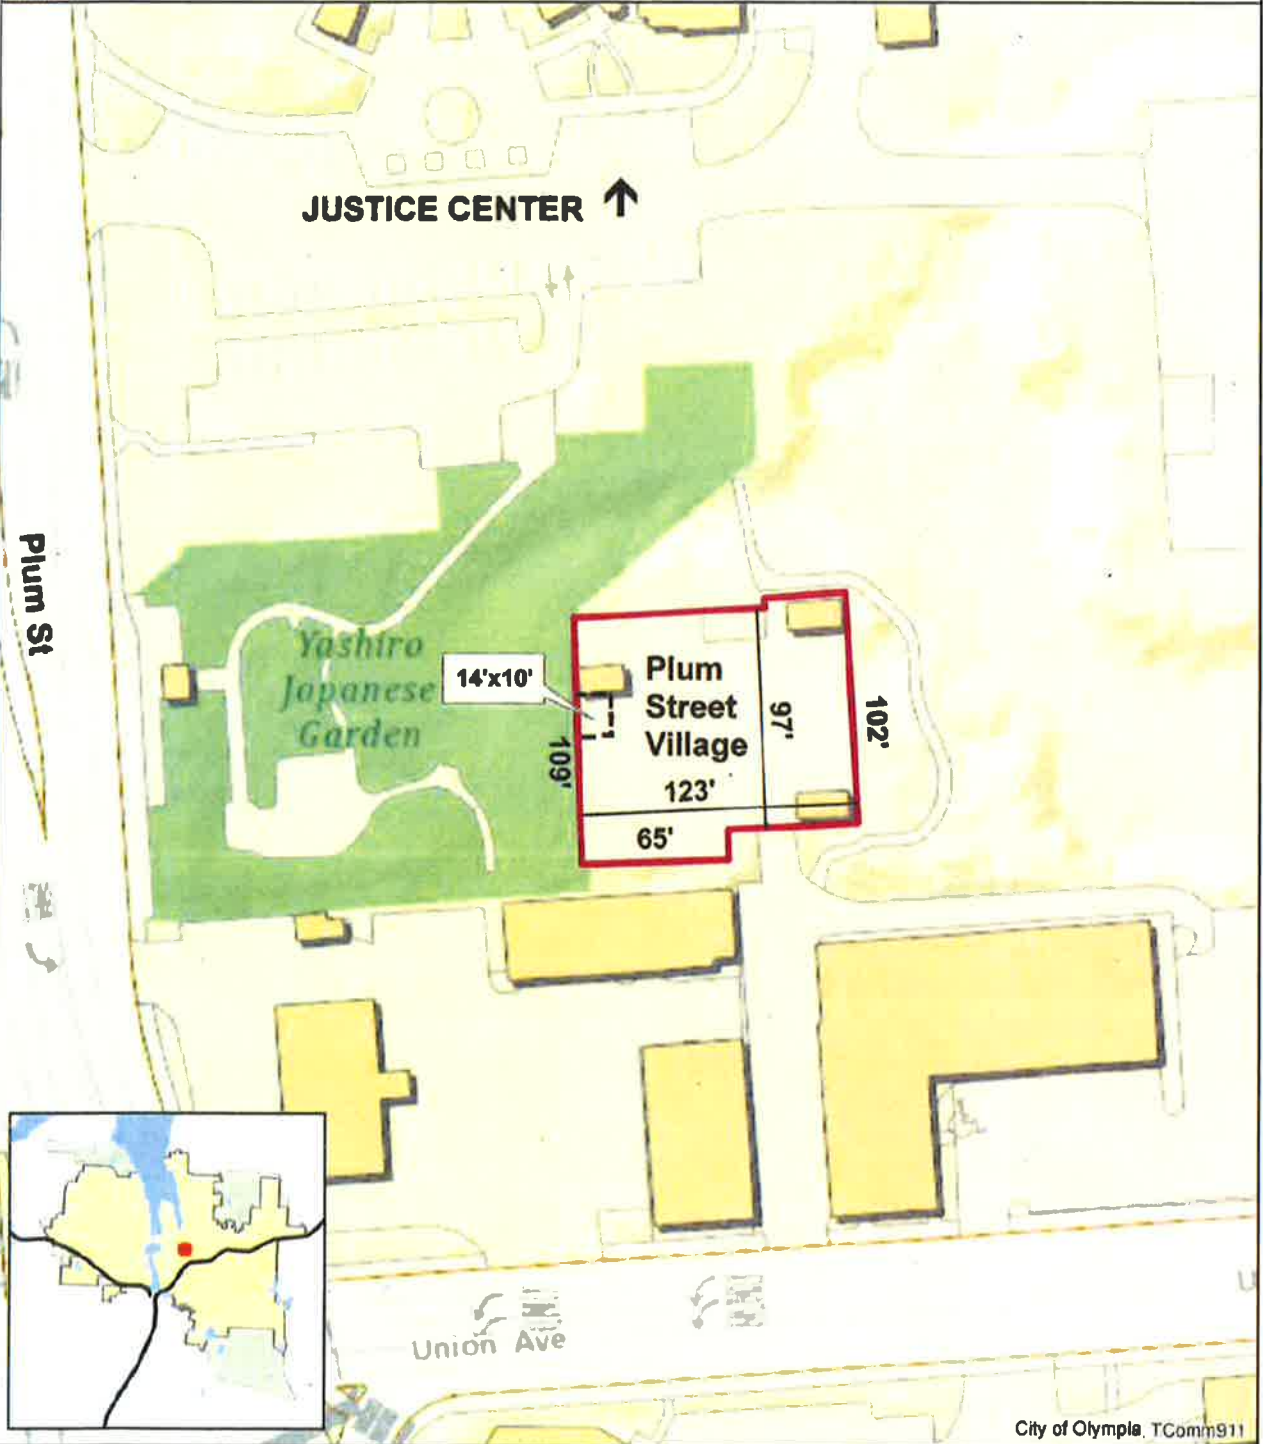 JUSTICE CENTER
Plum St
Yashiro
Japanese
Garden
14'x10'
Plum
Street
Village
109'
97'
102'
123'
65'
Union Ave
City of Olympia, TComm911